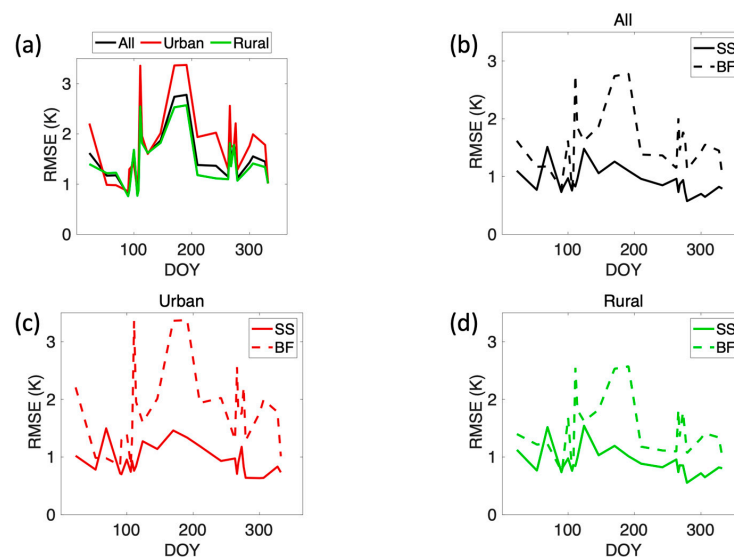 (a)
All Urban Rural
3
2
1
0
100 200 300
RMSE (K)
DOY
(b)
All
SS
BF
3
2
1
0
100 200 300
RMSE (K)
DOY
(c)
Urban
SS
BF
3
2
1
0
100 200 300
RMSE (K)
DOY
(d)
Rural
SS
BF
3
2
1
0
100 200 300
RMSE (K)
DOY